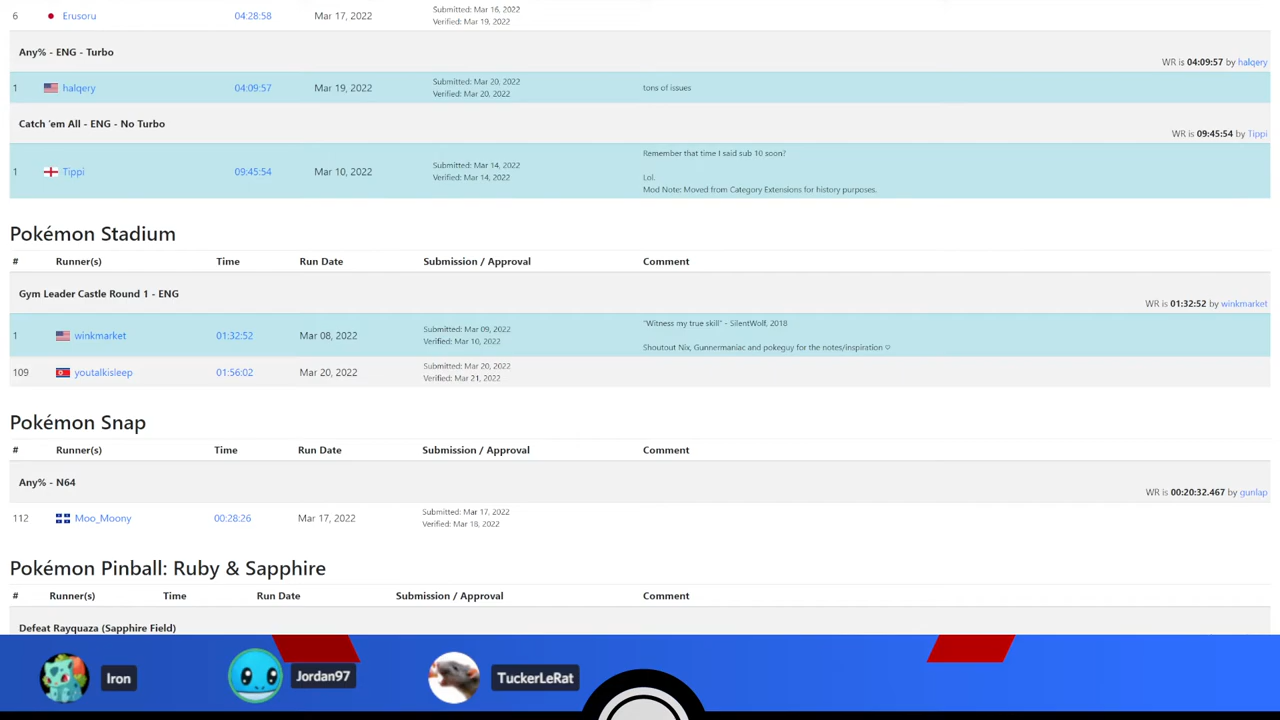 6 Erusoru 04:28:58 Mar 17, 2022 Submitted: Mar 16, 2022
Verified: Mar 19, 2022
Any% - ENG - Turbo
WR is 04:09:57 by halqery
1 halqery 04:09:57 Mar 19, 2022 Submitted: Mar 20, 2022
Verified: Mar 20, 2022
tons of issues
Catch 'em All - ENG - No Turbo
WR is 09:45:54 by Tippi
1 Tippi 09:45:54 Mar 10, 2022 Submitted: Mar 14, 2022
Verified: Mar 14, 2022
Remember that time I said sub 10 soon?
Lol.
Mod Note: Moved from Category Extensions for history purposes.
Pokémon Stadium
# Runner(s) Time Run Date Submission / Approval Comment
Gym Leader Castle Round 1 - ENG
WR is 01:32:52 by winkmarket
1 winkmarket 01:32:52 Mar 08, 2022 Submitted: Mar 09, 2022
Verified: Mar 10, 2022
"Witness my true skill" - SilentWolf, 2018
Shoutout Nix, Gunnermaniac and pokeguy for the notes/inspiration ♡
109 youtalkisleep 01:56:02 Mar 20, 2022 Submitted: Mar 20, 2022
Verified: Mar 21, 2022
Pokémon Snap
# Runner(s) Time Run Date Submission / Approval Comment
Any% - N64
WR is 00:20:32.467 by gunlap
112 Moo_Moony 00:28:26 Mar 17, 2022 Submitted: Mar 17, 2022
Verified: Mar 18, 2022
Pokémon Pinball: Ruby & Sapphire
# Runner(s) Time Run Date Submission / Approval Comment
Defeat Rayquaza (Sapphire Field)
Iron Jordan97 TuckerLeRat